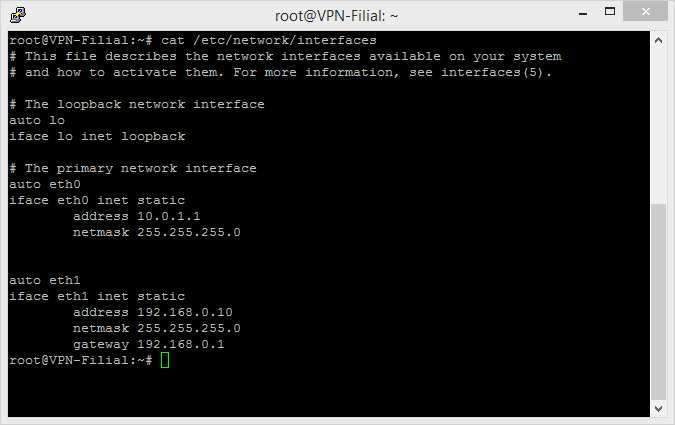 root@VPN-Filial: ~
root@VPN-Filial:~# cat /etc/network/interfaces
# This file describes the network interfaces available on your system
# and how to activate them. For more information, see interfaces(5).

# The loopback network interface
auto lo
iface lo inet loopback

# The primary network interface
auto eth0
iface eth0 inet static
        address 10.0.1.1
        netmask 255.255.255.0


auto eth1
iface eth1 inet static
        address 192.168.0.10
        netmask 255.255.255.0
        gateway 192.168.0.1
root@VPN-Filial:~#